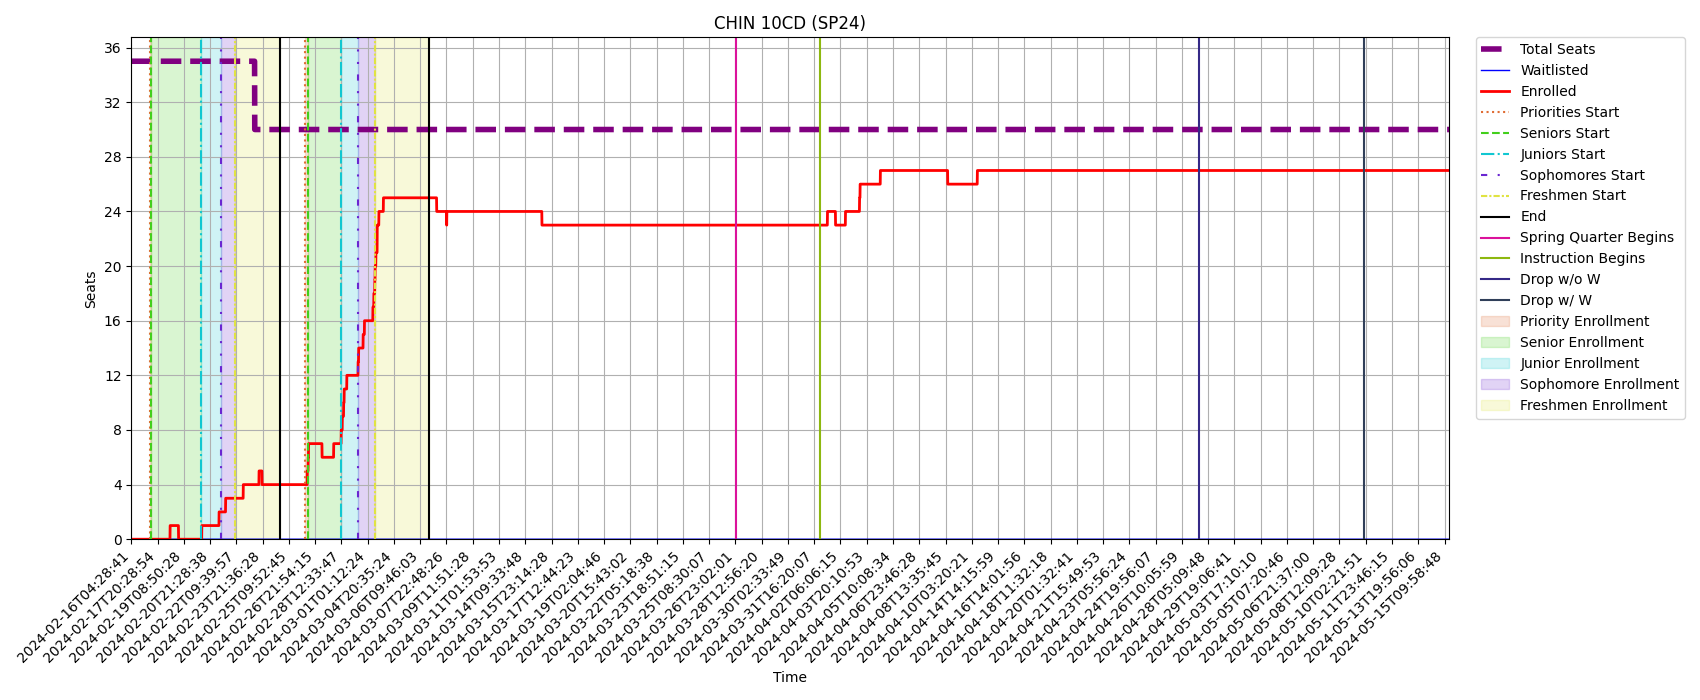 CHIN 10CD (SP24)
Seats
36
32
28
24
20
16
12
8
4
0
2024-02-16T04:28:41
2024-02-17T20:28:54
2024-02-19T08:50:28
2024-02-20T21:28:38
2024-02-22T09:39:57
2024-02-23T21:36:28
2024-02-25T09:52:45
2024-02-26T21:54:15
2024-02-28T12:33:47
2024-03-01T01:12:24
2024-03-04T20:35:24
2024-03-06T09:46:03
2024-03-07T22:48:26
2024-03-11T01:51:28
2024-03-11T01:53:53
2024-03-14T09:33:48
2024-03-15T23:14:28
2024-03-17T12:44:23
2024-03-19T02:04:46
2024-03-20T15:43:02
2024-03-22T05:18:38
2024-03-23T18:51:15
2024-03-25T08:30:07
2024-03-26T23:02:01
2024-03-28T12:56:20
2024-03-30T02:33:49
2024-03-31T16:20:07
2024-04-02T06:06:15
2024-04-03T20:10:53
2024-04-05T10:08:34
2024-04-06T23:46:28
2024-04-08T13:35:45
2024-04-10T03:20:21
2024-04-14T14:15:59
2024-04-16T14:01:56
2024-04-18T11:32:18
2024-04-20T01:32:41
2024-04-21T15:49:53
2024-04-23T05:56:24
2024-04-24T19:56:07
2024-04-26T10:05:59
2024-04-28T05:09:48
2024-04-29T19:06:41
2024-05-03T17:10:10
2024-05-05T07:20:46
2024-05-06T21:37:00
2024-05-08T12:09:28
2024-05-10T02:21:51
2024-05-11T23:46:15
2024-05-13T19:56:06
2024-05-15T09:58:48
Time
Total Seats
Waitlisted
Enrolled
Priorities Start
Seniors Start
Juniors Start
Sophomores Start
Freshmen Start
End
Spring Quarter Begins
Instruction Begins
Drop w/o W
Drop w/ W
Priority Enrollment
Senior Enrollment
Junior Enrollment
Sophomore Enrollment
Freshmen Enrollment